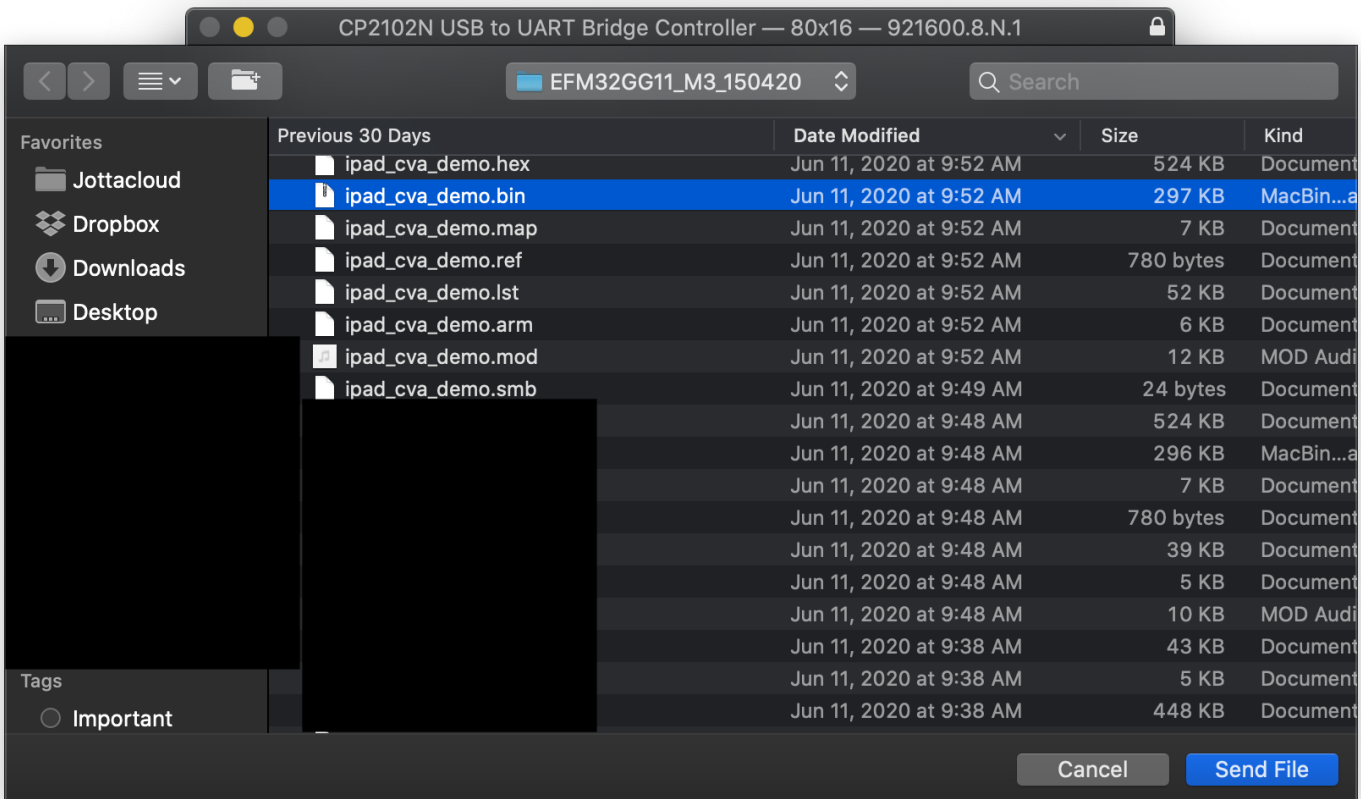 CP2102N USB to UART Bridge Controller — 80x16 — 921600.8.N.1
EFM32GG11_M3_150420
Search
Favorites
Jottacloud
Dropbox
Downloads
Desktop
Tags
Important
Previous 30 Days Date Modified Size Kind
ipad_cva_demo.hex Jun 11, 2020 at 9:52 AM 524 KB Document
ipad_cva_demo.bin Jun 11, 2020 at 9:52 AM 297 KB MacBin...a
ipad_cva_demo.map Jun 11, 2020 at 9:52 AM 7 KB Document
ipad_cva_demo.ref Jun 11, 2020 at 9:52 AM 780 bytes Document
ipad_cva_demo.lst Jun 11, 2020 at 9:52 AM 52 KB Document
ipad_cva_demo.arm Jun 11, 2020 at 9:52 AM 6 KB Document
ipad_cva_demo.mod Jun 11, 2020 at 9:52 AM 12 KB MOD Audi
ipad_cva_demo.smb Jun 11, 2020 at 9:49 AM 24 bytes Document
Jun 11, 2020 at 9:48 AM 524 KB Document
Jun 11, 2020 at 9:48 AM 296 KB MacBin...a
Jun 11, 2020 at 9:48 AM 7 KB Document
Jun 11, 2020 at 9:48 AM 780 bytes Document
Jun 11, 2020 at 9:48 AM 39 KB Document
Jun 11, 2020 at 9:48 AM 5 KB Document
Jun 11, 2020 at 9:48 AM 10 KB MOD Audi
Jun 11, 2020 at 9:38 AM 43 KB Document
Jun 11, 2020 at 9:38 AM 5 KB Document
Jun 11, 2020 at 9:38 AM 448 KB Document
Cancel Send File